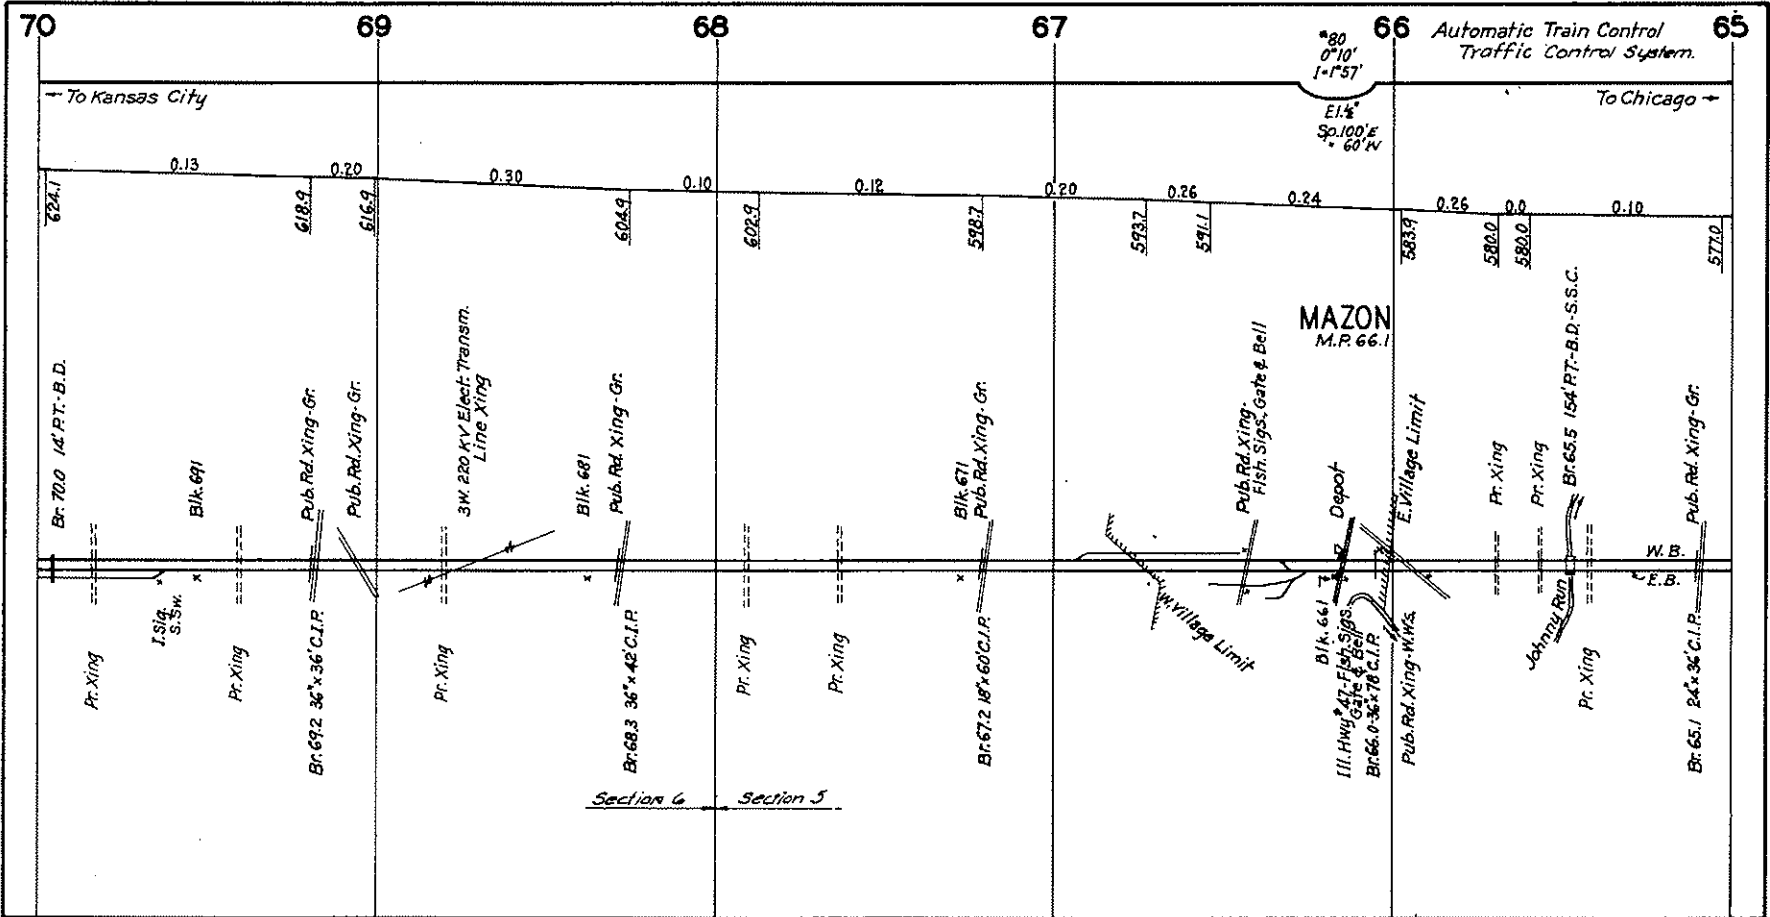 70
69
68
67
66
65
Automatic Train Control
Traffic Control System.
*80
0°10'
I=1°57'
← To Kansas City
To Chicago →
El.½"
Sp.100'E
" 60'W
0.13
0.20
0.30
0.10
0.12
0.20
0.26
0.24
0.26
0.0
0.10
624.1
618.9
616.9
604.9
602.9
598.7
593.7
591.1
583.9
580.0
580.0
577.0
MAZON
M.P. 66.1
Br. 70.0 14' P.T.-B.D.
Blk. 691
Pub. Rd. Xing-Gr.
Pub. Rd. Xing-Gr.
3W. 220 KV Elect. Transm.
Line Xing
Blk. 681
Pub. Rd. Xing-Gr.
Blk. 671
Pub. Rd. Xing-Gr.
Pub. Rd. Xing-
Flsh. Sigs. Gate & Bell
Depot
E. Village Limit
Pr. Xing
Pr. Xing
Br. 65.5 154' P.T.-B.D.-S.S.C.
Pub. Rd. Xing-Gr.
W.B.
E.B.
Pr. Xing
I. Sig.
S. Sw.
Pr. Xing
Br. 69.2 36"x36' C.I.P.
Pr. Xing
Br. 68.3 36"x42' C.I.P.
Pr. Xing
Pr. Xing
Br. 67.2 18"x60' C.I.P.
W. Village Limit
Blk. 661
Ill. Hwy #47-Flsh. Sigs.
Gate & Bell
Br. 66.0-36"x78' C.I.P.
Pub. Rd. Xing-W.Ws.
Johnny Run
Pr. Xing
Br. 65.1 24"x36' C.I.P.
Section 6
Section 5